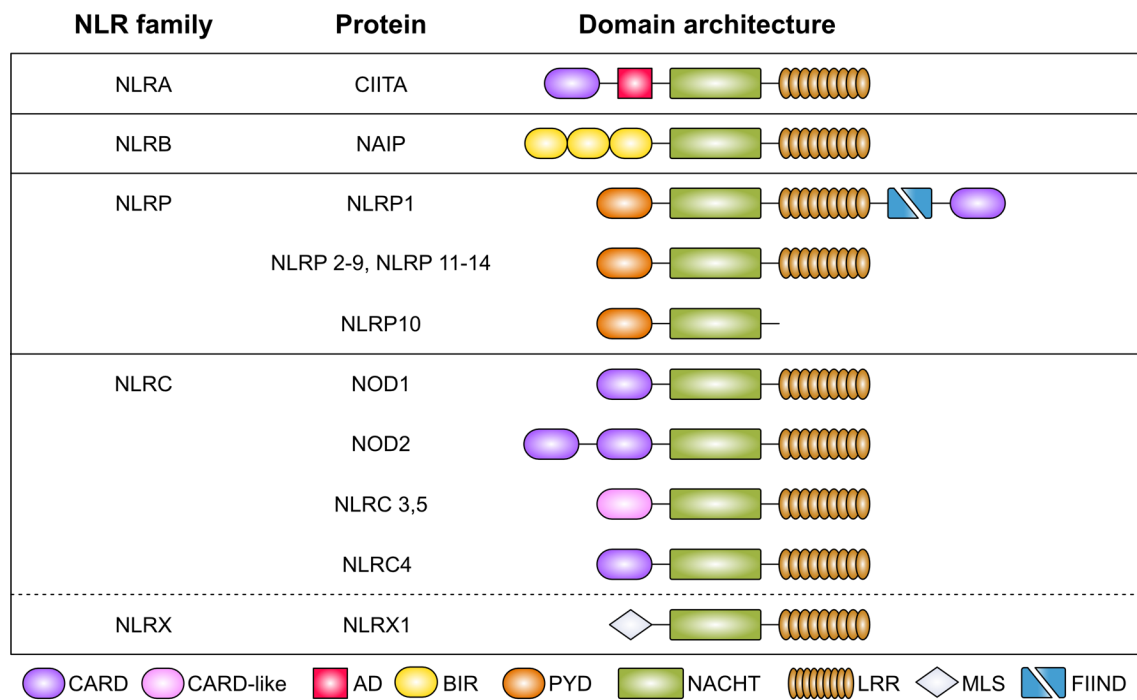 NLR family Protein Domain architecture
NLRA CIITA
NLRB NAIP
NLRP NLRP1
NLRP 2-9, NLRP 11-14
NLRP10
NLRC NOD1
NOD2
NLRC 3,5
NLRC4
NLRX NLRX1
CARD CARD-like AD BIR PYD NACHT LRR MLS FIIND